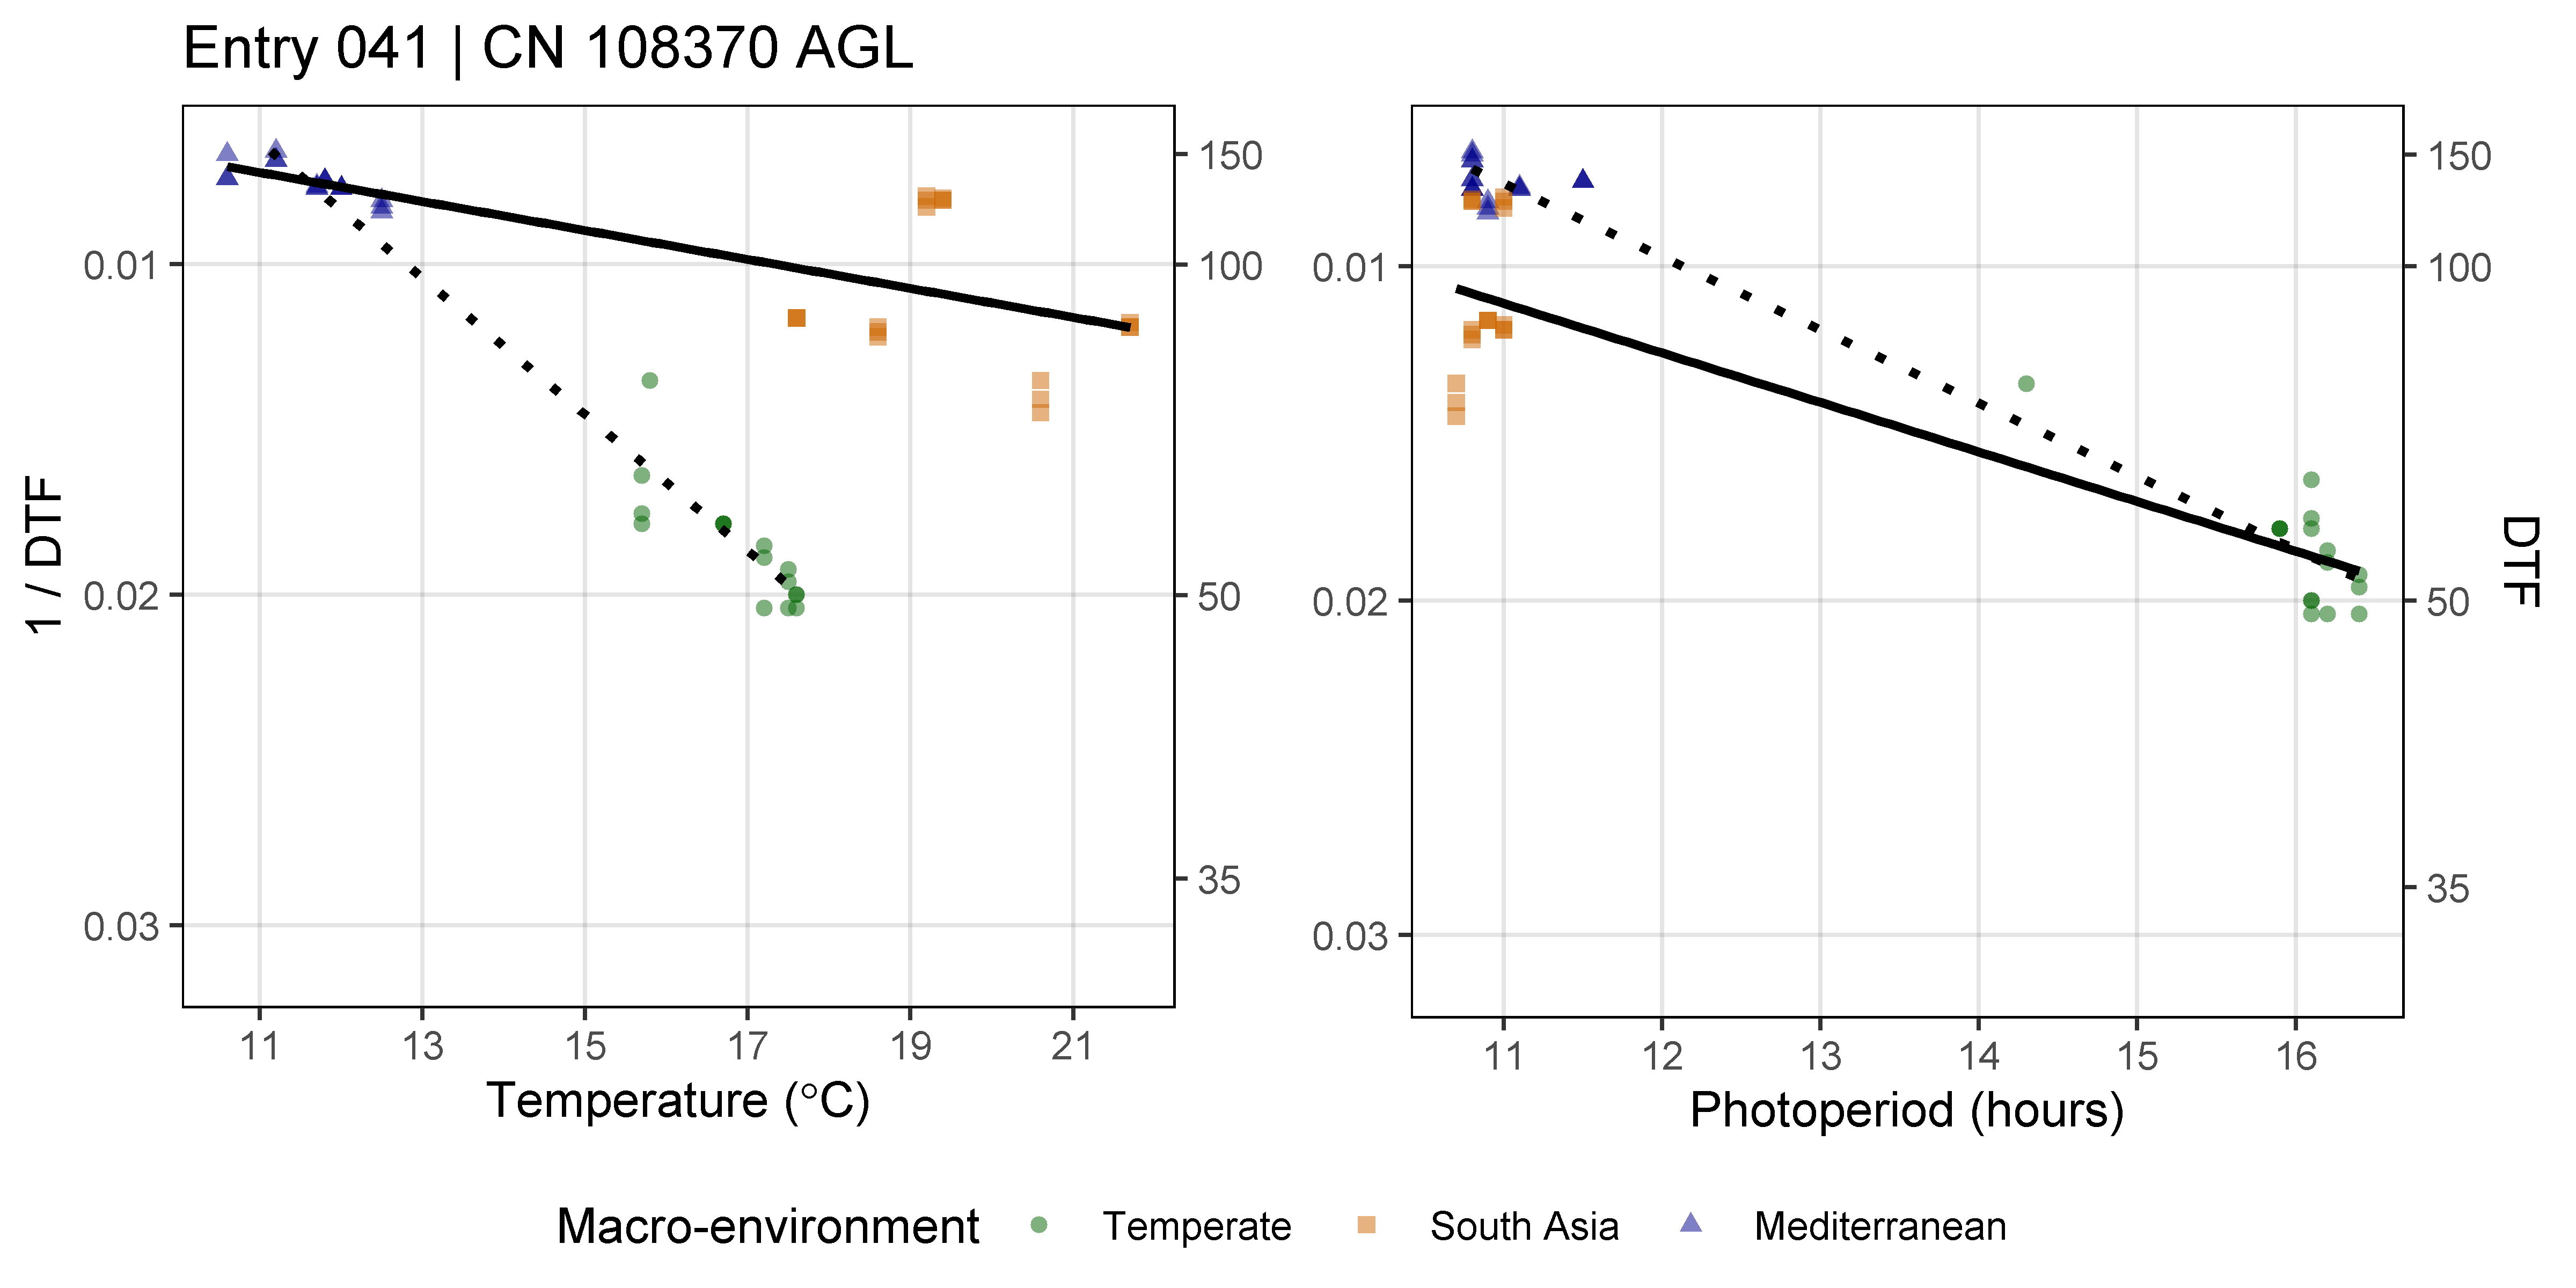 Entry 041 | CN 108370 AGL
1 / DTF
0.01
0.02
0.03
150
100
50
35
11 13 15 17 19 21
Temperature (°C)
0.01
0.02
0.03
150
100
50
35
DTF
11 12 13 14 15 16
Photoperiod (hours)
Macro-environment Temperate South Asia Mediterranean